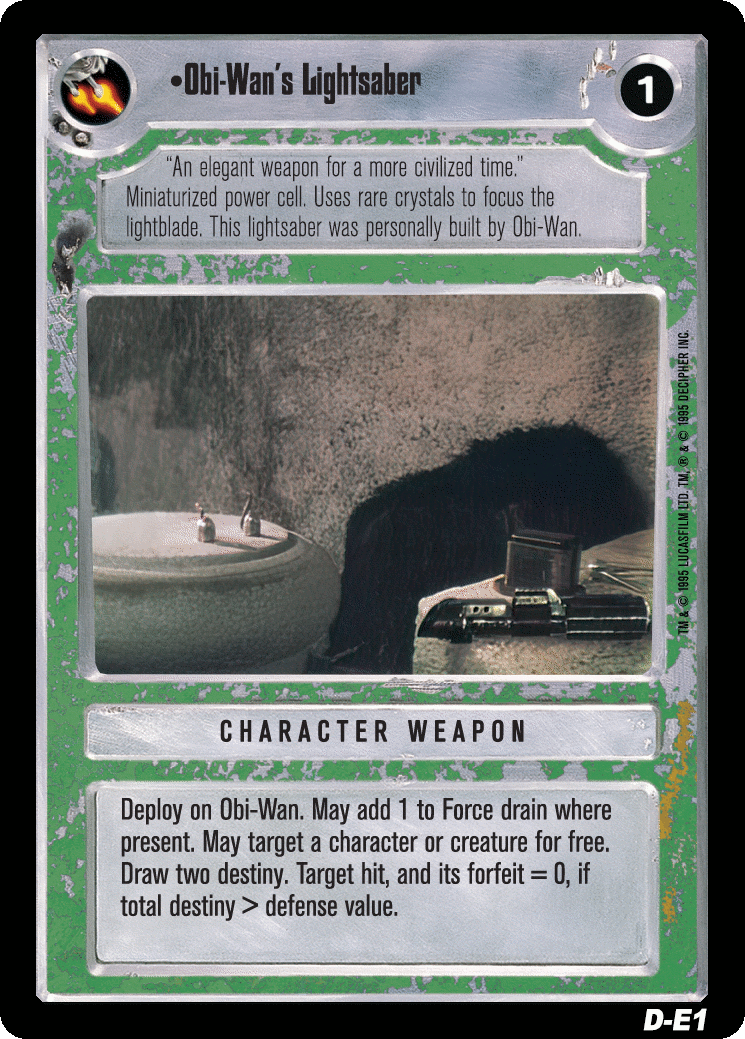 •Obi-Wan's Lightsaber
1
"An elegant weapon for a more civilized time."
Miniaturized power cell. Uses rare crystals to focus the
lightblade. This lightsaber was personally built by Obi-Wan.
TM & © 1995 LUCASFILM LTD. TM, ® & © 1995 DECIPHER INC.
CHARACTER WEAPON
Deploy on Obi-Wan. May add 1 to Force drain where
present. May target a character or creature for free.
Draw two destiny. Target hit, and its forfeit = 0, if
total destiny > defense value.
D-E1